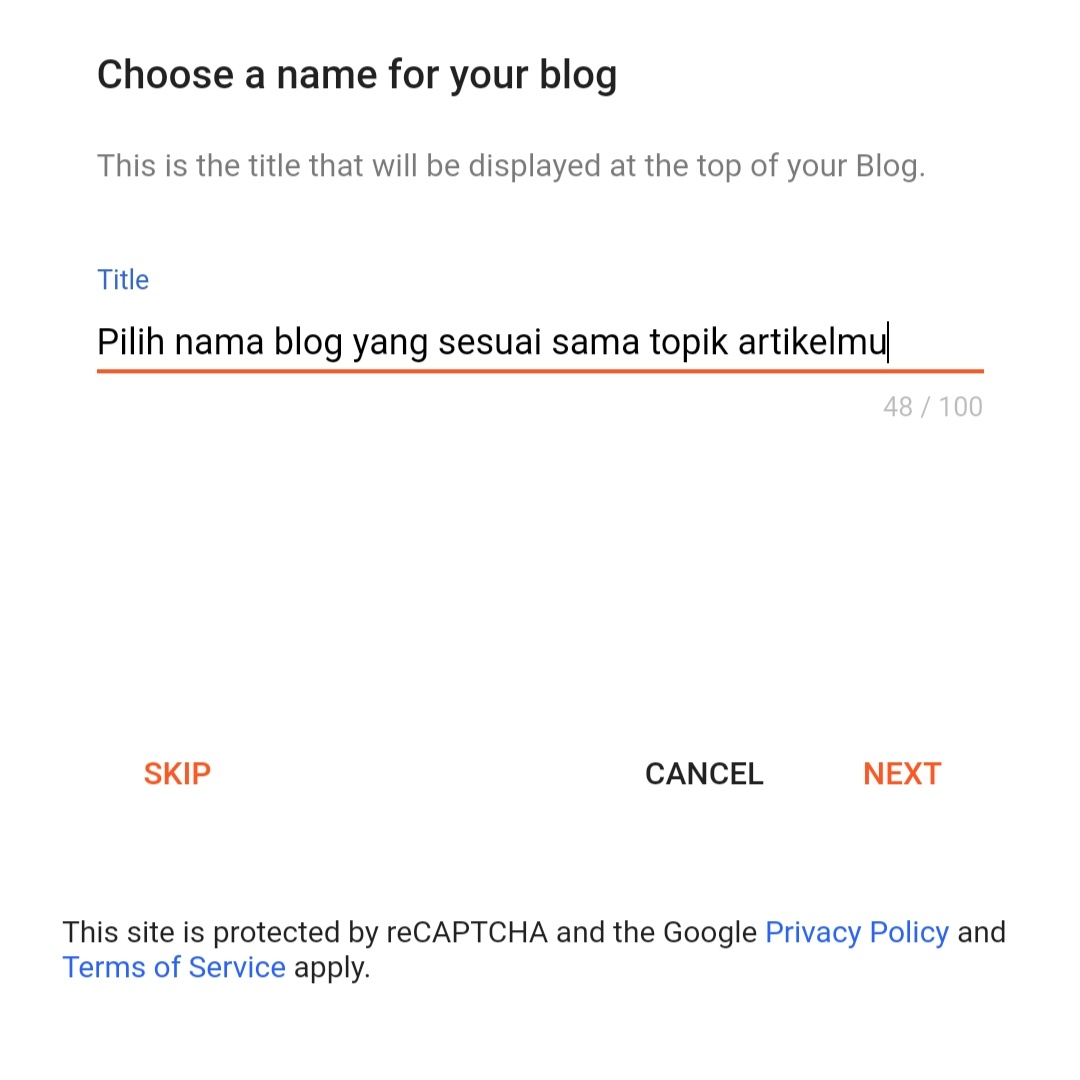 Choose a name for your blog
This is the title that will be displayed at the top of your Blog.
Title
Pilih nama blog yang sesuai sama topik artikelmu
48 / 100
SKIP CANCEL NEXT
This site is protected by reCAPTCHA and the Google Privacy Policy and
Terms of Service apply.